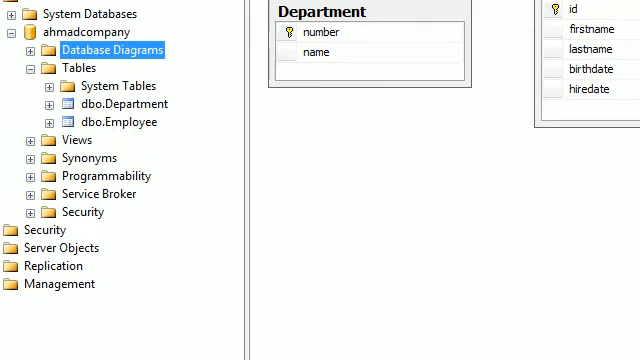 System Databases
ahmadcompany
Database Diagrams
Tables
System Tables
dbo.Department
dbo.Employee
Views
Synonyms
Programmability
Service Broker
Security
Security
Server Objects
Replication
Management
Department
number
name
id
firstname
lastname
birthdate
hiredate